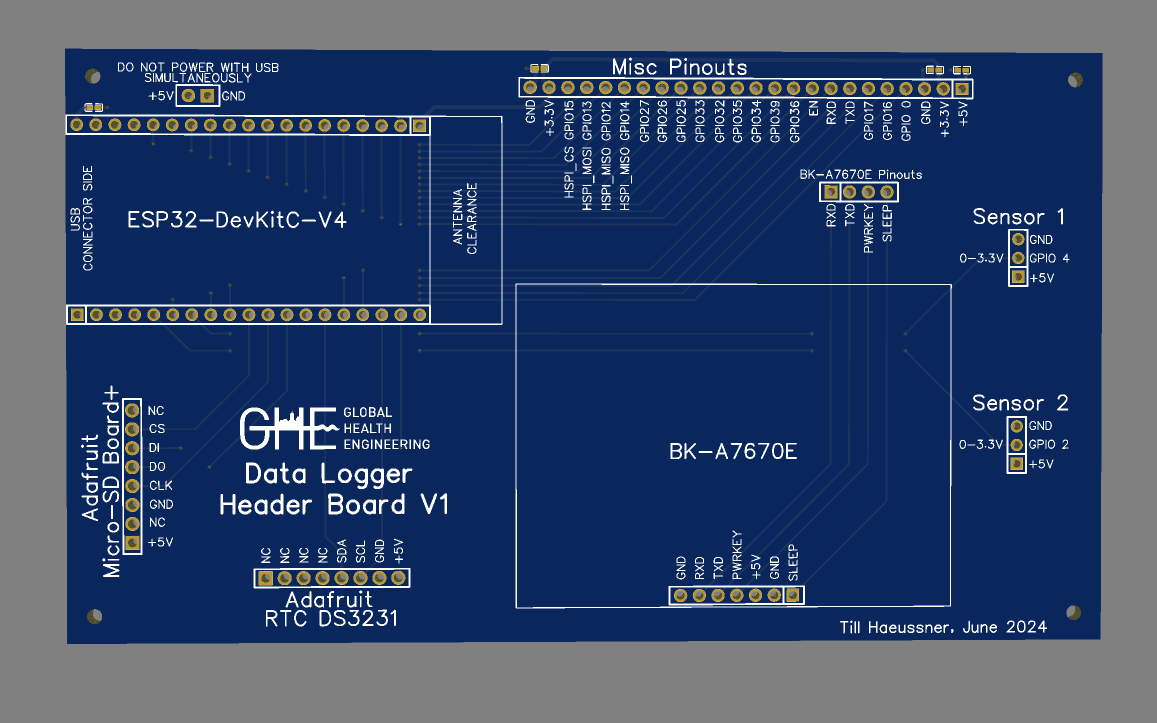 DO NOT POWER WITH USB
SIMULTANEOUSLY
+5V GND
Misc Pinouts
GND
+3.3V
HSPI_CS GPIO15
HSPI_MOSI GPIO13
HSPI_MISO GPIO12
HSPI_MISO GPIO14
GPIO27
GPIO26
GPIO25
GPIO33
GPIO32
GPIO35
GPIO34
GPIO39
GPIO36
EN
RXD
TXD
GPIO17
GPIO16
GPIO 0
GND
+3.3V
+5V
USB
CONNECTOR SIDE
ESP32-DevKitC-V4
ANTENNA
CLEARANCE
BK-A7670E Pinouts
RXD
TXD
PWRKEY
SLEEP
Sensor 1
GND
0-3.3V GPIO 4
+5V
Sensor 2
GND
0-3.3V GPIO 2
+5V
Adafruit
Micro-SD Board+
NC
CS
DI
DO
CLK
GND
NC
+5V
GHE
GLOBAL
HEALTH
ENGINEERING
Data Logger
Header Board V1
NC
NC
NC
NC
SDA
SCL
GND
+5V
Adafruit
RTC DS3231
BK-A7670E
GND
RXD
TXD
PWRKEY
+5V
GND
SLEEP
Till Haeussner, June 2024